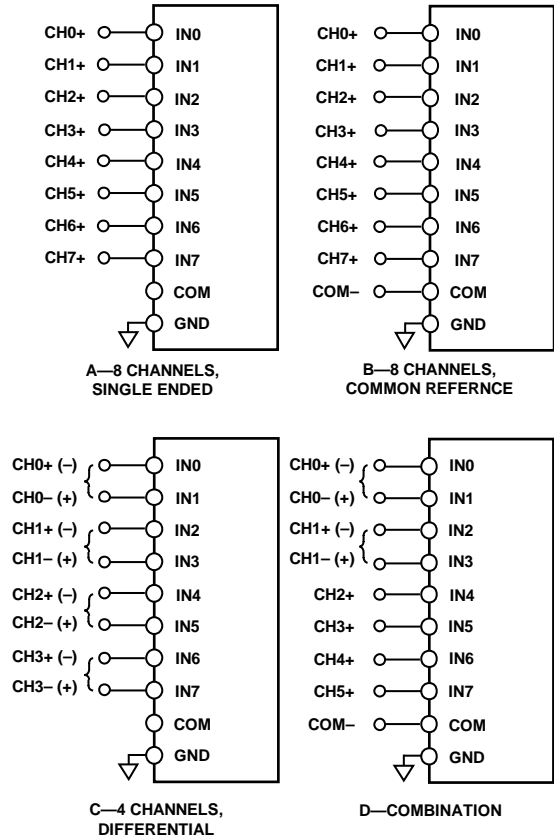 CH0+ IN0
CH1+ IN1
CH2+ IN2
CH3+ IN3
CH4+ IN4
CH5+ IN5
CH6+ IN6
CH7+ IN7
COM
GND
A—8 CHANNELS,
SINGLE ENDED
CH0+ IN0
CH1+ IN1
CH2+ IN2
CH3+ IN3
CH4+ IN4
CH5+ IN5
CH6+ IN6
CH7+ IN7
COM– COM
GND
B—8 CHANNELS,
COMMON REFERNCE
CH0+ (–) IN0
CH0– (+) IN1
CH1+ (–) IN2
CH1– (+) IN3
CH2+ (–) IN4
CH2– (+) IN5
CH3+ (–) IN6
CH3– (+) IN7
COM
GND
C—4 CHANNELS,
DIFFERENTIAL
CH0+ (–) IN0
CH0– (+) IN1
CH1+ (–) IN2
CH1– (+) IN3
CH2+ IN4
CH3+ IN5
CH4+ IN6
CH5+ IN7
COM– COM
GND
D—COMBINATION